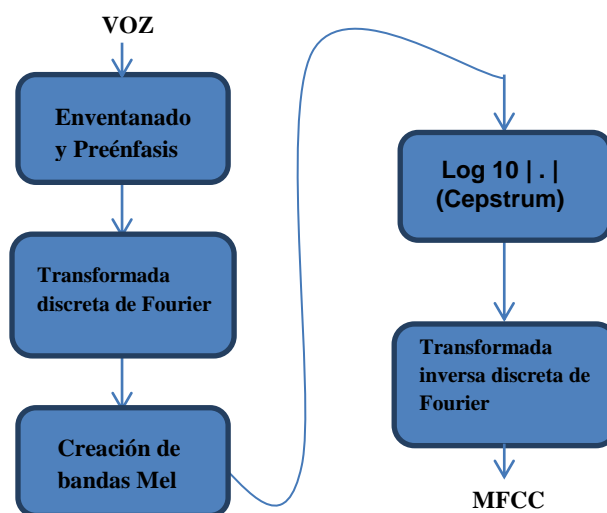 VOZ
Enventanado
y Preénfasis
Transformada
discreta de Fourier
Creación de
bandas Mel
Log 10 | . |
(Cepstrum)
Transformada
inversa discreta de
Fourier
MFCC